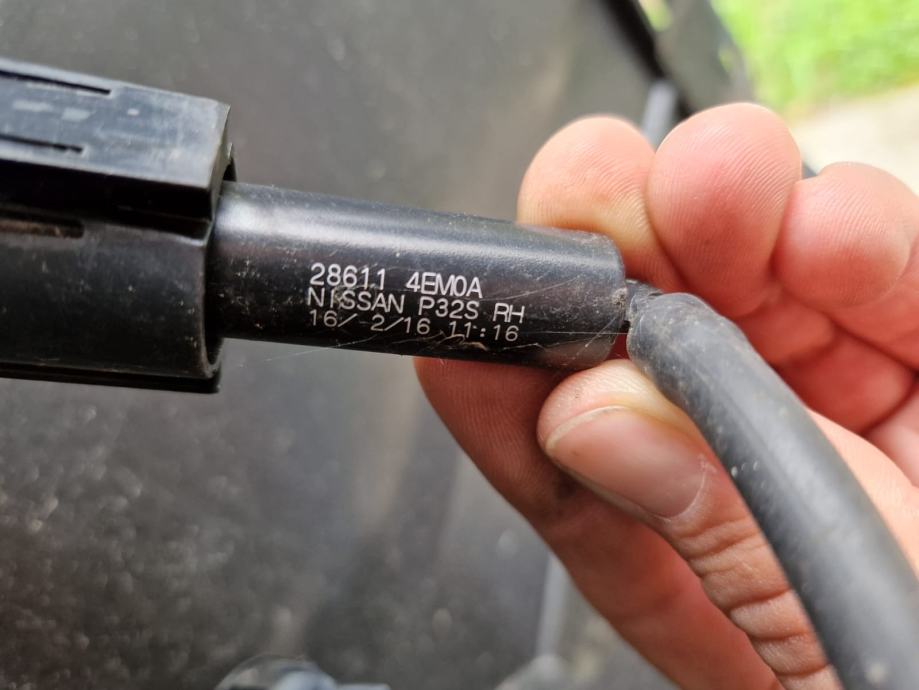 28611 4EM0A
NISSAN P32S RH
16/ 2/16 11:16